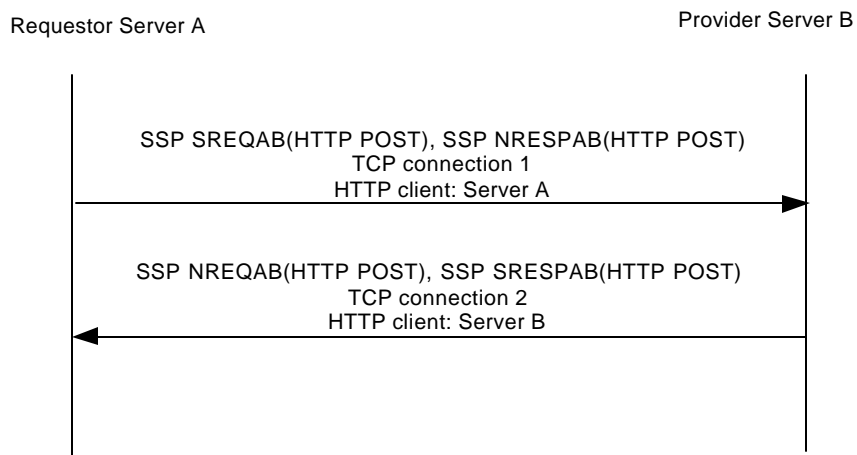 Requestor Server A
Provider Server B
SSP SREQAB(HTTP POST), SSP NRESPAB(HTTP POST)
TCP connection 1
HTTP client: Server A
SSP NREQAB(HTTP POST), SSP SRESPAB(HTTP POST)
TCP connection 2
HTTP client: Server B